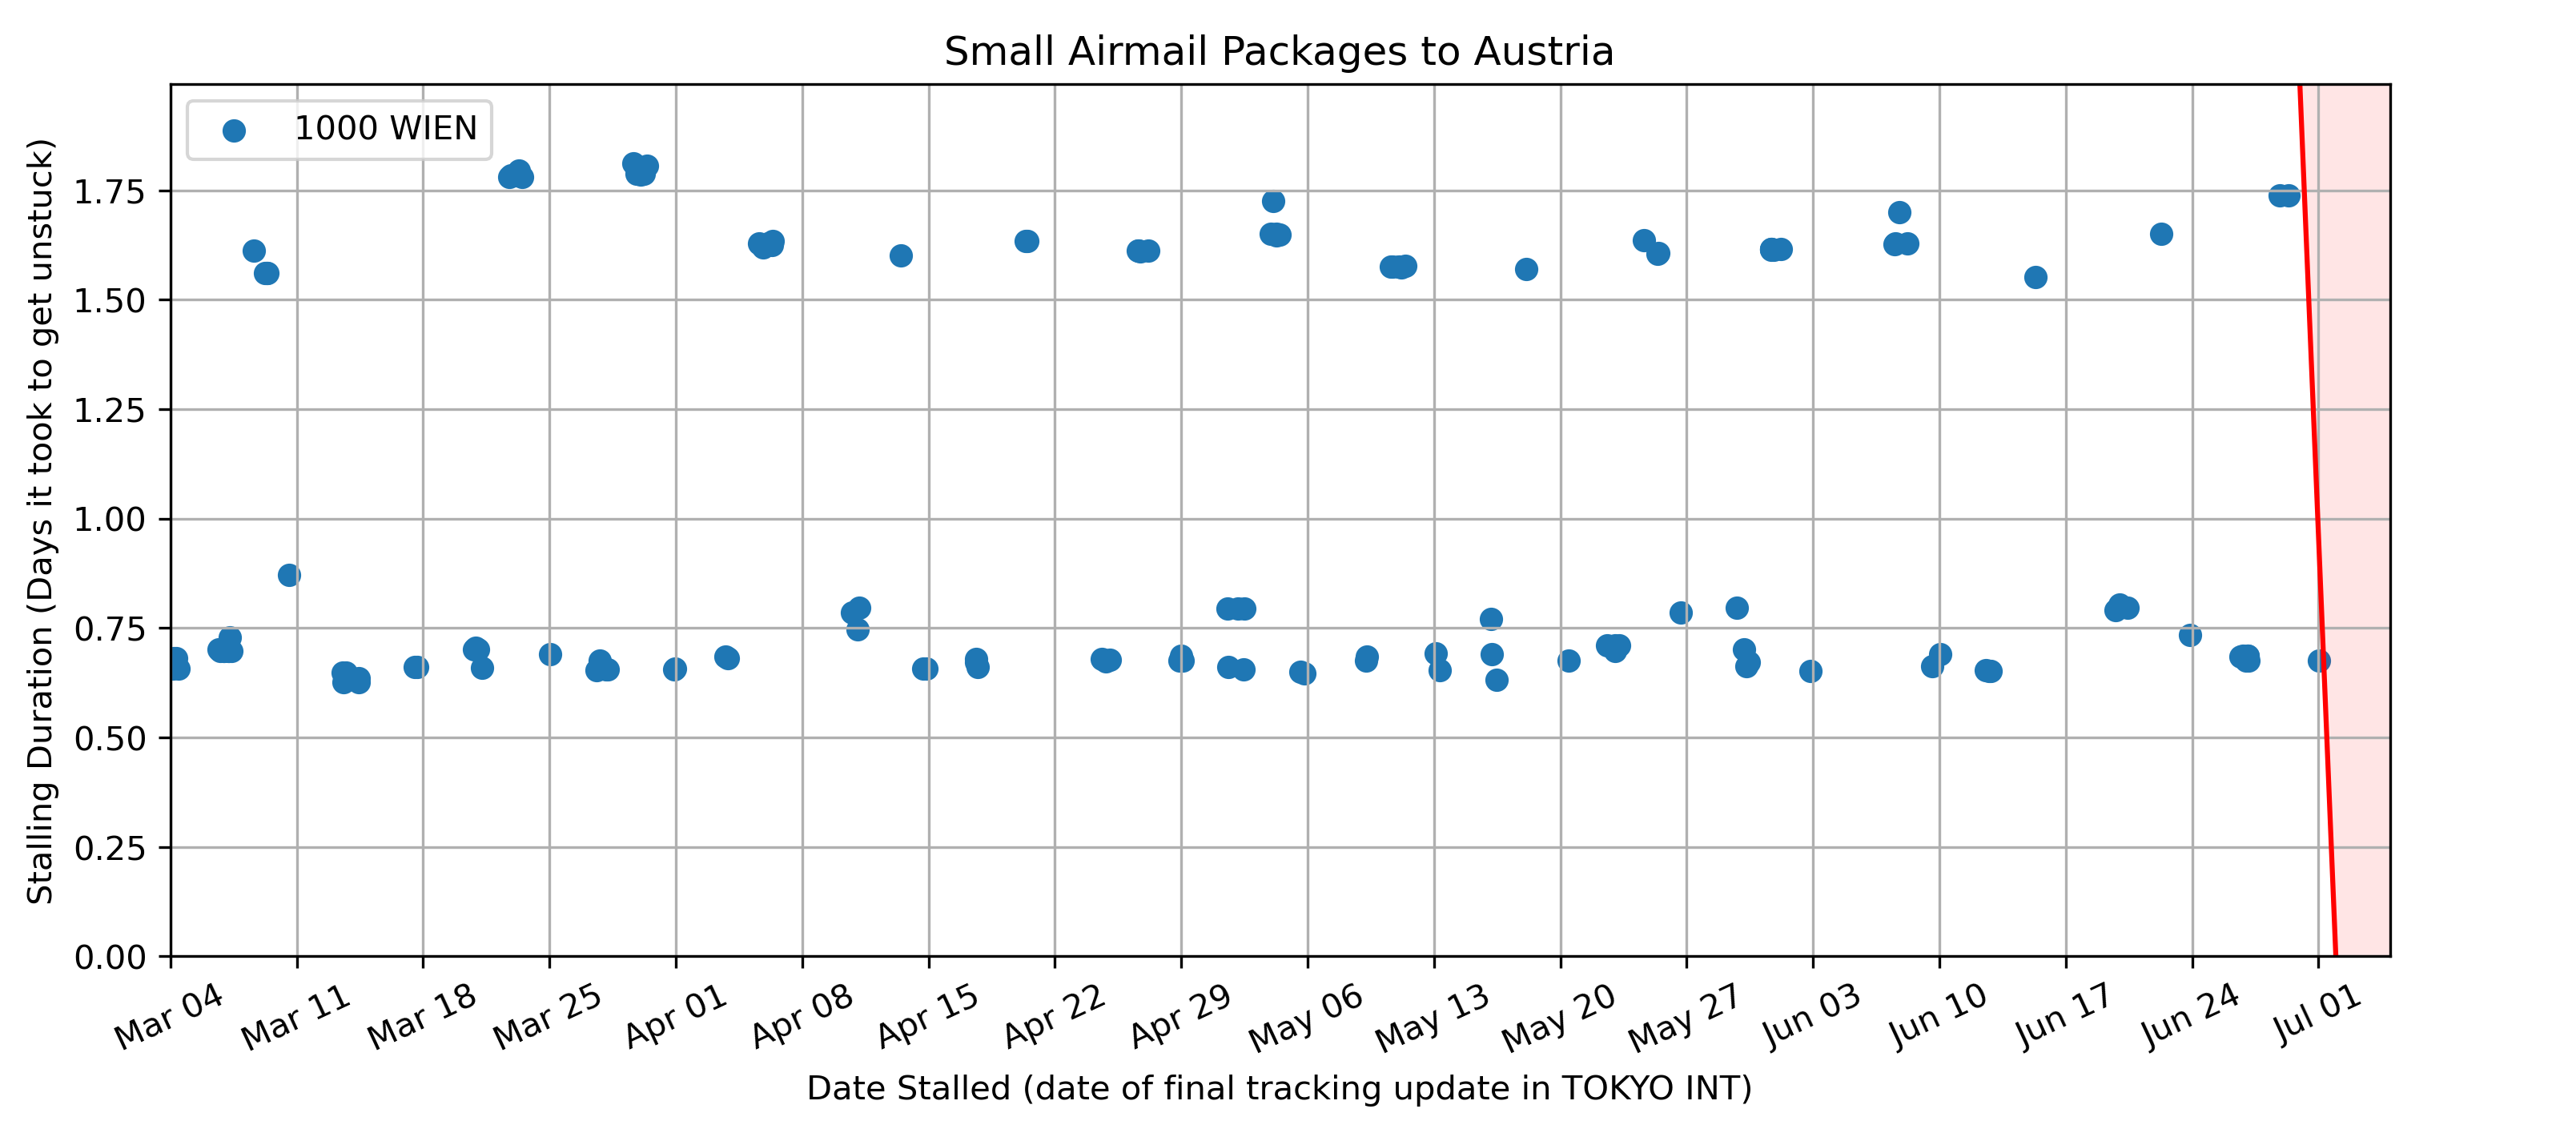 Small Airmail Packages to Austria
1000 WIEN
Stalling Duration (Days it took to get unstuck)
1.75
1.50
1.25
1.00
0.75
0.50
0.25
0.00
Mar 04
Mar 11
Mar 18
Mar 25
Apr 01
Apr 08
Apr 15
Apr 22
Apr 29
May 06
May 13
May 20
May 27
Jun 03
Jun 10
Jun 17
Jun 24
Jul 01
Date Stalled (date of final tracking update in TOKYO INT)